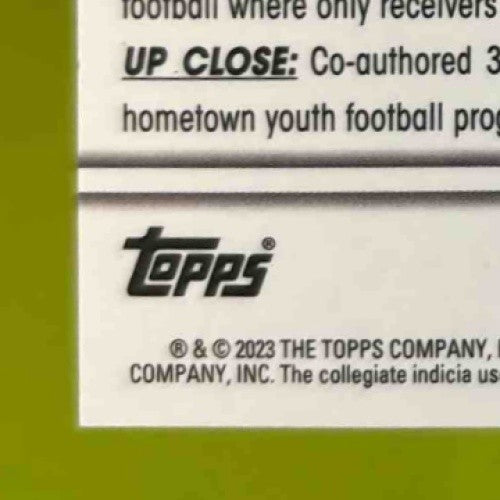 football where only receivers
UP CLOSE: Co-authored 3
hometown youth football
Topps®
® & © 2023 THE TOPPS COMPANY,
COMPANY, INC. The collegiate indicia